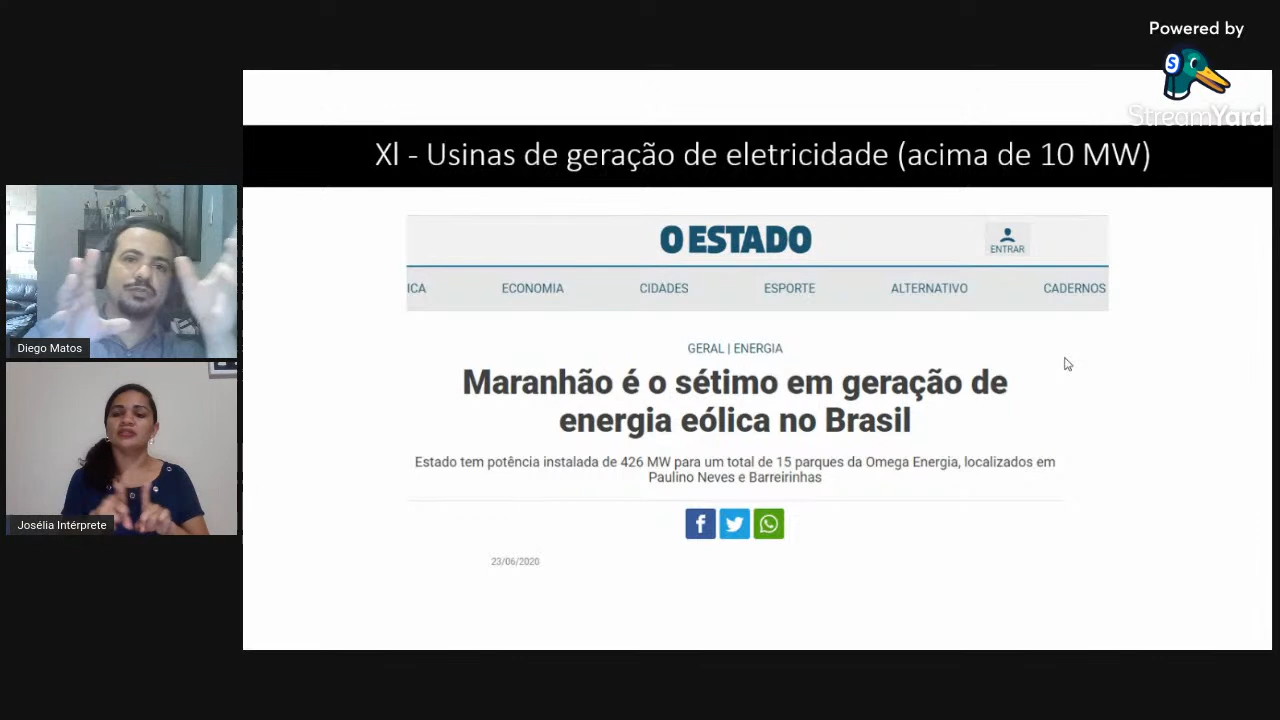 Powered by
StreamYard
Xl - Usinas de geração de eletricidade (acima de 10 MW)
O ESTADO
ENTRAR
ICA ECONOMIA CIDADES ESPORTE ALTERNATIVO CADERNOS
GERAL | ENERGIA
Maranhão é o sétimo em geração de
energia eólica no Brasil
Estado tem potência instalada de 426 MW para um total de 15 parques da Omega Energia, localizados em
Paulino Neves e Barreirinhas
23/06/2020
Diego Matos
Josélia Intérprete